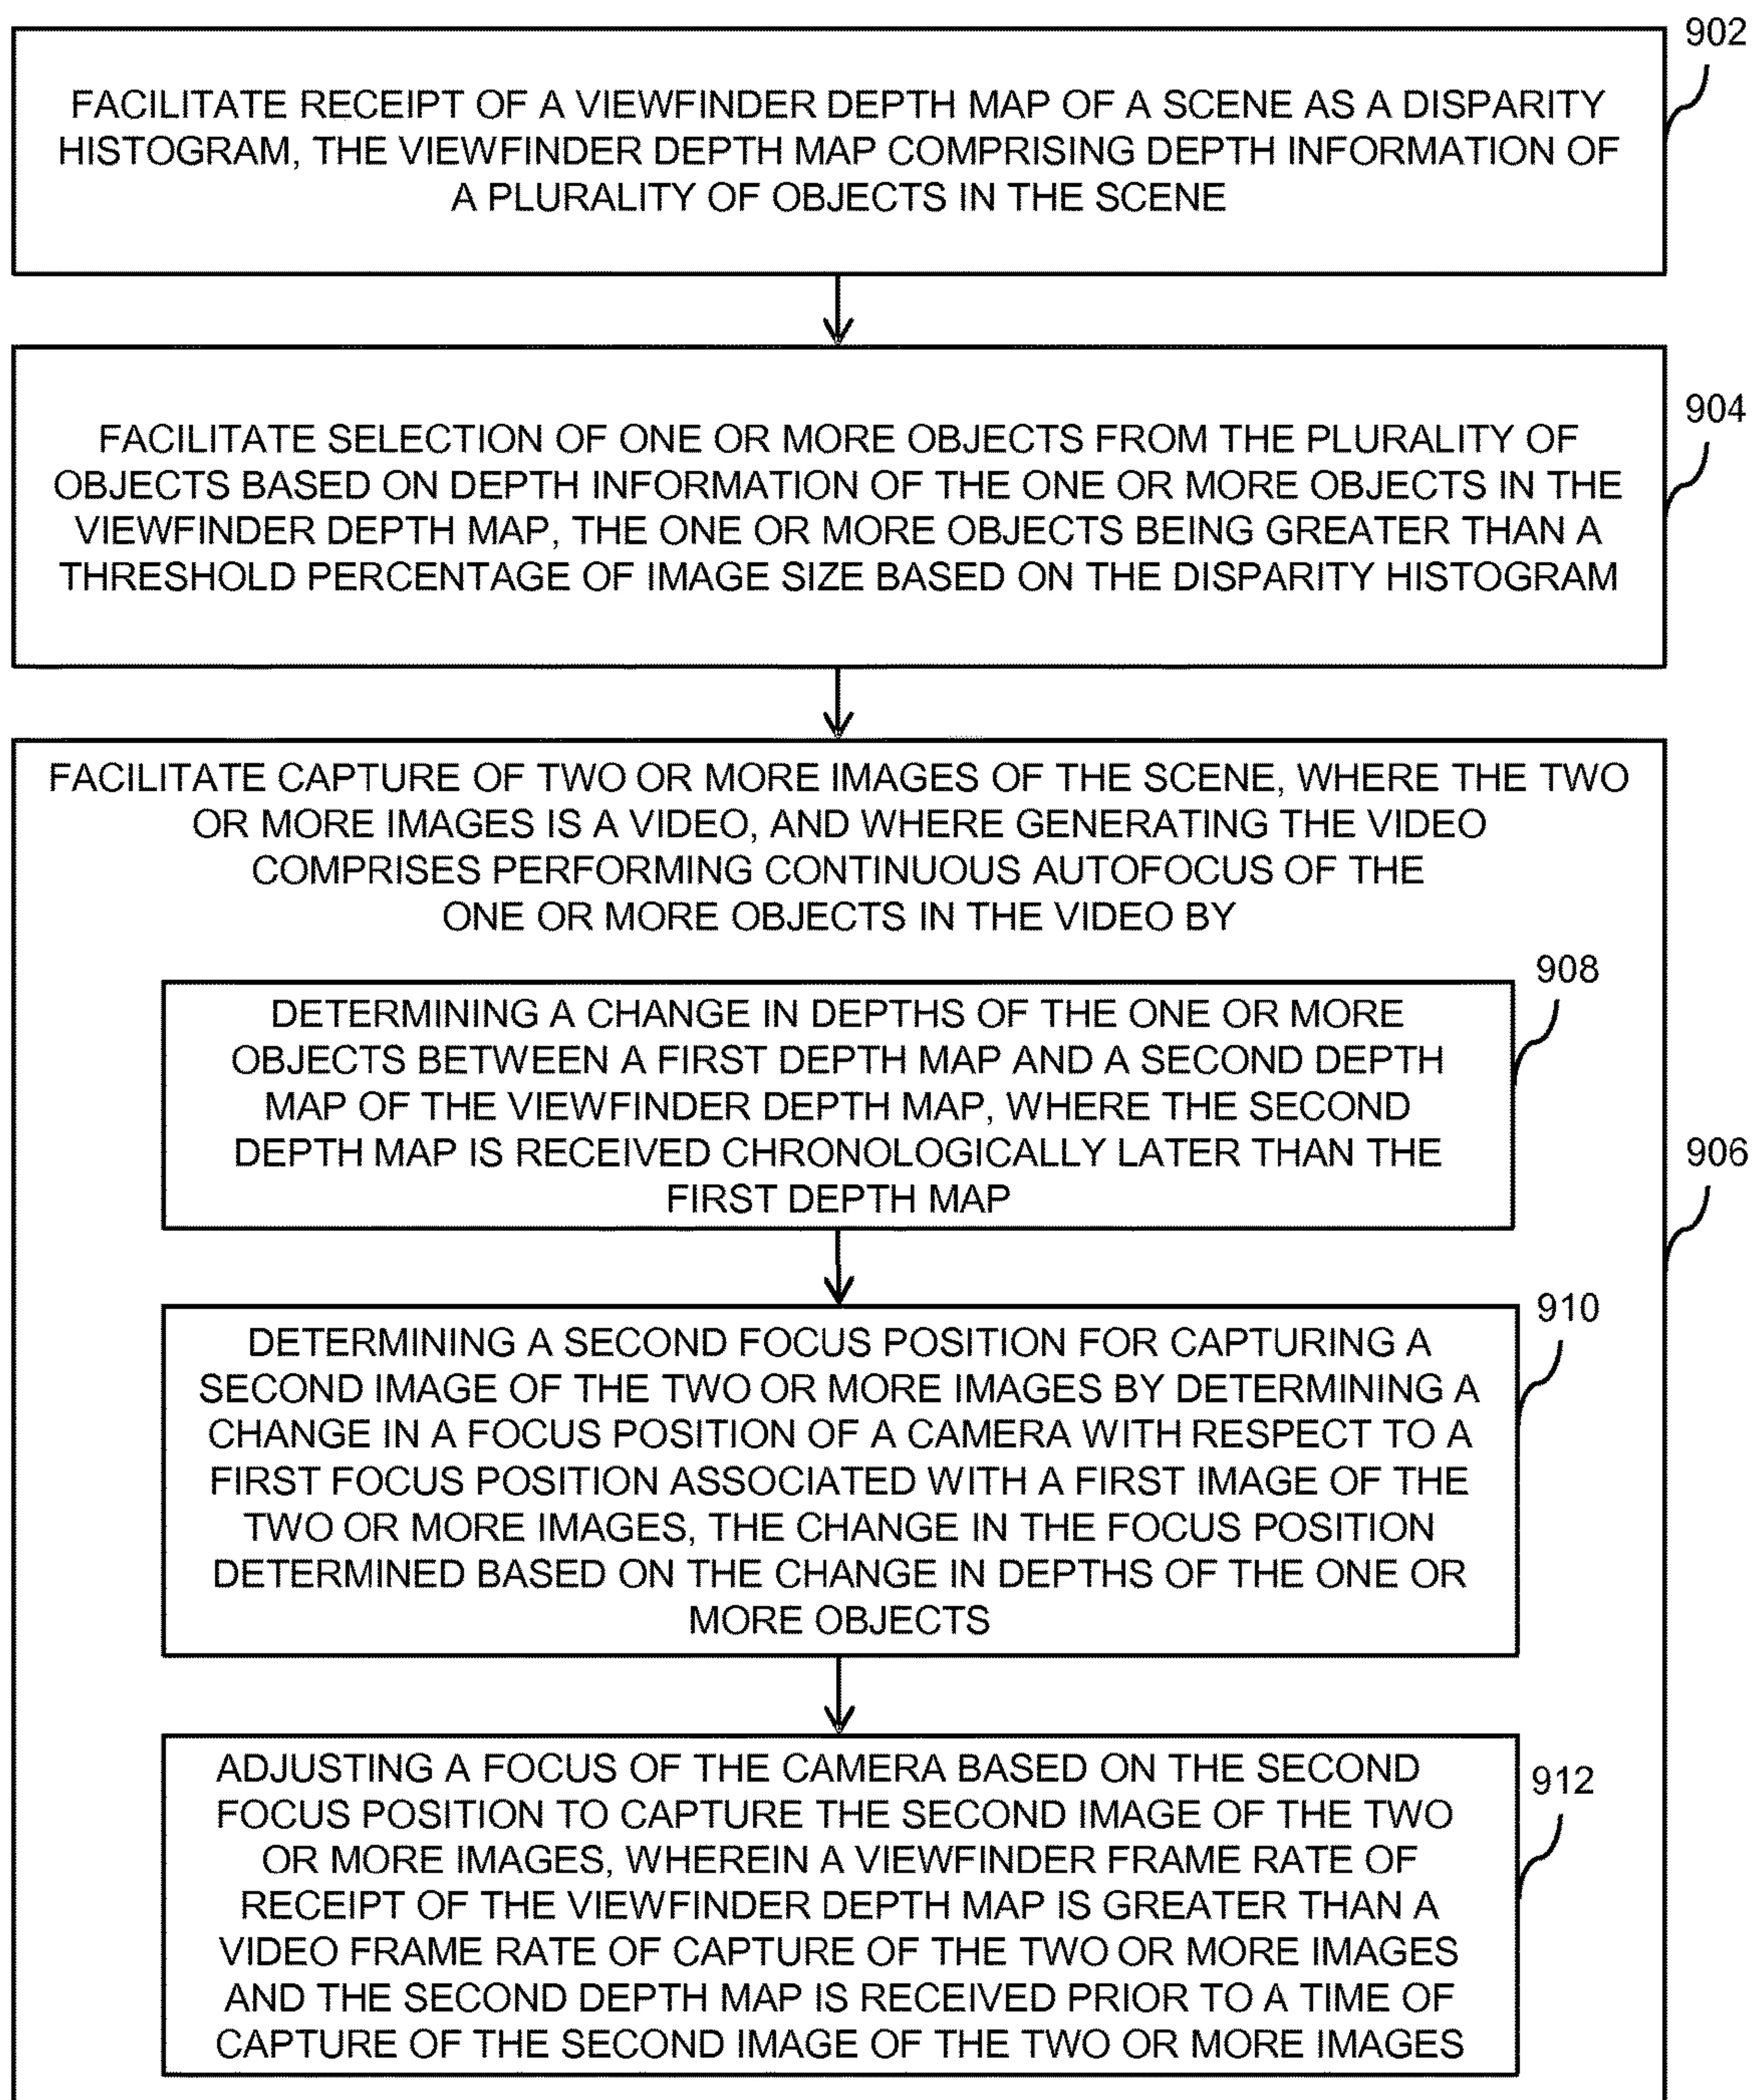 902
FACILITATE RECEIPT OF A VIEWFINDER DEPTH MAP OF A SCENE AS A DISPARITY
HISTOGRAM, THE VIEWFINDER DEPTH MAP COMPRISING DEPTH INFORMATION OF
A PLURALITY OF OBJECTS IN THE SCENE
904
FACILITATE SELECTION OF ONE OR MORE OBJECTS FROM THE PLURALITY OF
OBJECTS BASED ON DEPTH INFORMATION OF THE ONE OR MORE OBJECTS IN THE
VIEWFINDER DEPTH MAP, THE ONE OR MORE OBJECTS BEING GREATER THAN A
THRESHOLD PERCENTAGE OF IMAGE SIZE BASED ON THE DISPARITY HISTOGRAM
FACILITATE CAPTURE OF TWO OR MORE IMAGES OF THE SCENE, WHERE THE TWO
OR MORE IMAGES IS A VIDEO, AND WHERE GENERATING THE VIDEO
COMPRISES PERFORMING CONTINUOUS AUTOFOCUS OF THE
ONE OR MORE OBJECTS IN THE VIDEO BY
908
DETERMINING A CHANGE IN DEPTHS OF THE ONE OR MORE
OBJECTS BETWEEN A FIRST DEPTH MAP AND A SECOND DEPTH
MAP OF THE VIEWFINDER DEPTH MAP, WHERE THE SECOND
DEPTH MAP IS RECEIVED CHRONOLOGICALLY LATER THAN THE
FIRST DEPTH MAP
906
910
DETERMINING A SECOND FOCUS POSITION FOR CAPTURING A
SECOND IMAGE OF THE TWO OR MORE IMAGES BY DETERMINING A
CHANGE IN A FOCUS POSITION OF A CAMERA WITH RESPECT TO A
FIRST FOCUS POSITION ASSOCIATED WITH A FIRST IMAGE OF THE
TWO OR MORE IMAGES, THE CHANGE IN THE FOCUS POSITION
DETERMINED BASED ON THE CHANGE IN DEPTHS OF THE ONE OR
MORE OBJECTS
912
ADJUSTING A FOCUS OF THE CAMERA BASED ON THE SECOND
FOCUS POSITION TO CAPTURE THE SECOND IMAGE OF THE TWO
OR MORE IMAGES, WHEREIN A VIEWFINDER FRAME RATE OF
RECEIPT OF THE VIEWFINDER DEPTH MAP IS GREATER THAN A
VIDEO FRAME RATE OF CAPTURE OF THE TWO OR MORE IMAGES
AND THE SECOND DEPTH MAP IS RECEIVED PRIOR TO A TIME OF
CAPTURE OF THE SECOND IMAGE OF THE TWO OR MORE IMAGES